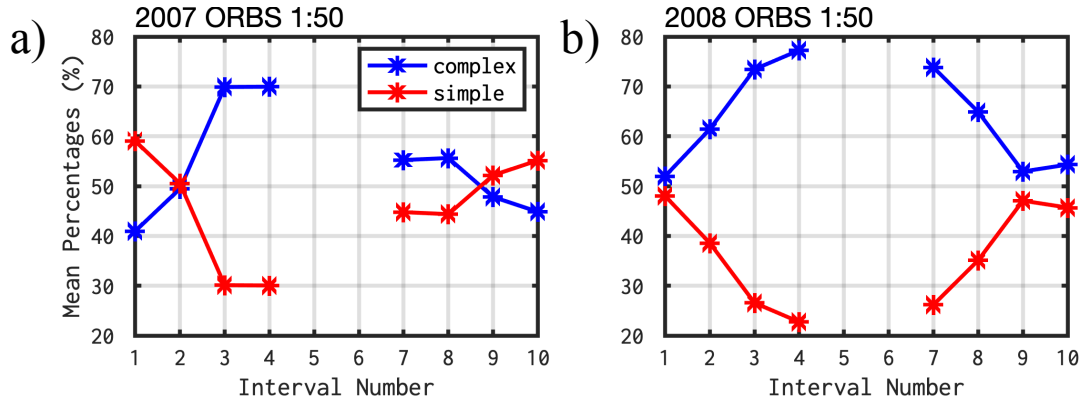 a)
2007 ORBS 1:50
Mean Percentages (%)
80
70
60
50
40
30
20
complex
simple
1 2 3 4 5 6 7 8 9 10
Interval Number
b)
2008 ORBS 1:50
80
70
60
50
40
30
20
1 2 3 4 5 6 7 8 9 10
Interval Number